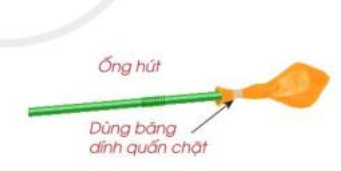 Ống hút
Dùng băng
dính quấn chặt